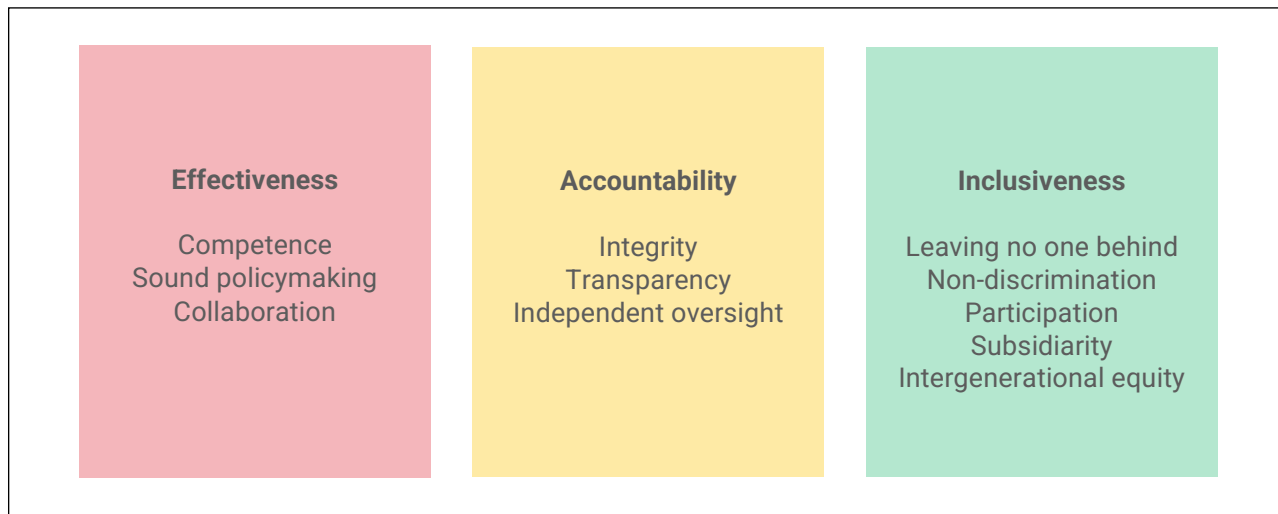 Effectiveness
Competence
Sound policymaking
Collaboration
Accountability
Integrity
Transparency
Independent oversight
Inclusiveness
Leaving no one behind
Non-discrimination
Participation
Subsidiarity
Intergenerational equity